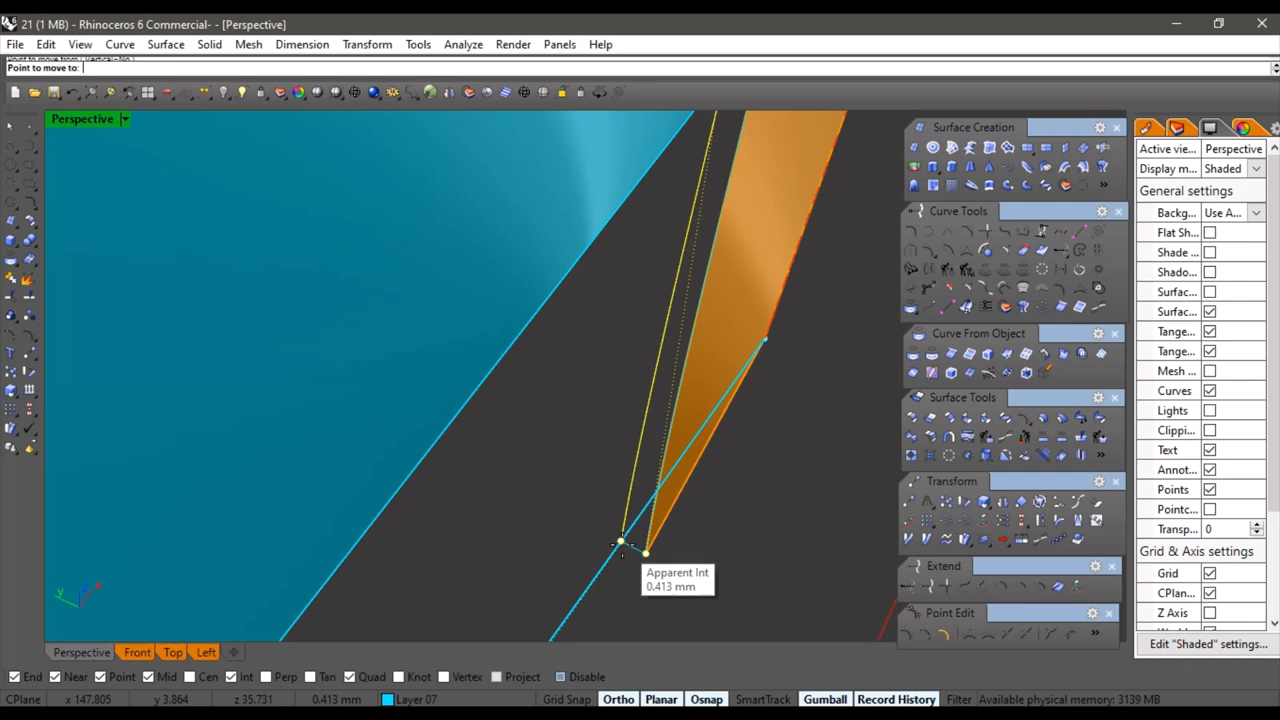 21 (1 MB) - Rhinoceros 6 Commercial- - [Perspective]
File Edit View Curve Surface Solid Mesh Dimension Transform Tools Analyze Render Panels Help
Point to move from ( Vertical=No )
Point to move to:
Perspective
Surface Creation
Curve Tools
Curve From Object
Surface Tools
Transform
Extend
Point Edit
Active vie... Perspective
Display m... Shaded
General settings
Backg... Use A...
Flat Sh...
Shade ...
Shado...
Surfac...
Surfac...
Tange...
Tange...
Mesh ...
Curves
Lights
Clippi...
Text
Annot...
Points
Pointc...
Transp... 0
Grid & Axis settings
Grid
CPlan...
Z Axis
Edit "Shaded" settings...
Apparent Int
0.413 mm
z
y
Perspective Front Top Left
End Near Point Mid Cen Int Perp Tan Quad Knot Vertex Project Disable
CPlane x 147.805 y 3.864 z 35.731 0.413 mm Layer 07 Grid Snap Ortho Planar Osnap SmartTrack Gumball Record History Filter Available physical memory: 3139 MB